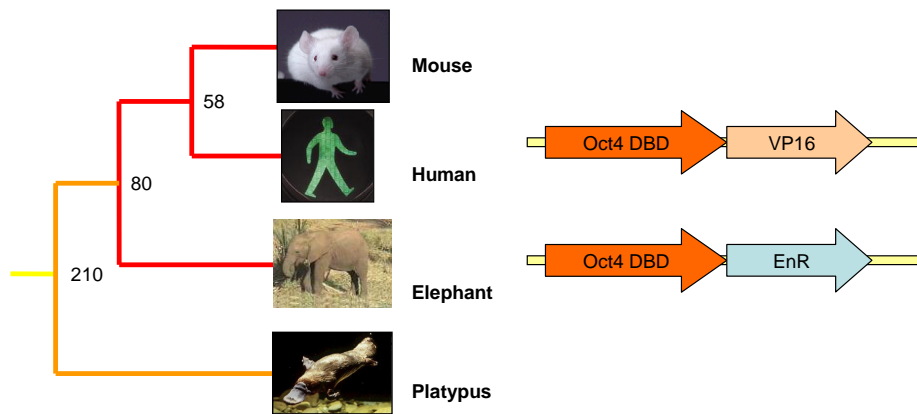 Mouse
58
Human
80
Elephant
210
Platypus
Oct4 DBD VP16
Oct4 DBD EnR